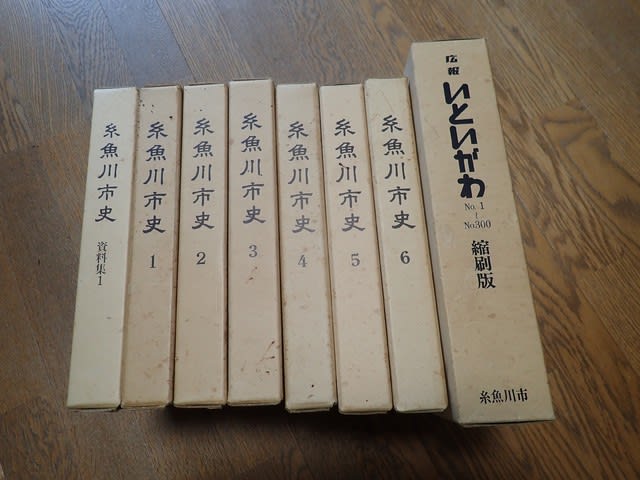 糸魚川市史
資料集1
糸魚川市史
1
糸魚川市史
2
糸魚川市史
3
糸魚川市史
4
糸魚川市史
5
糸魚川市史
6
広報
いといがわ
No.1
~
No.300
縮刷版
糸魚川市